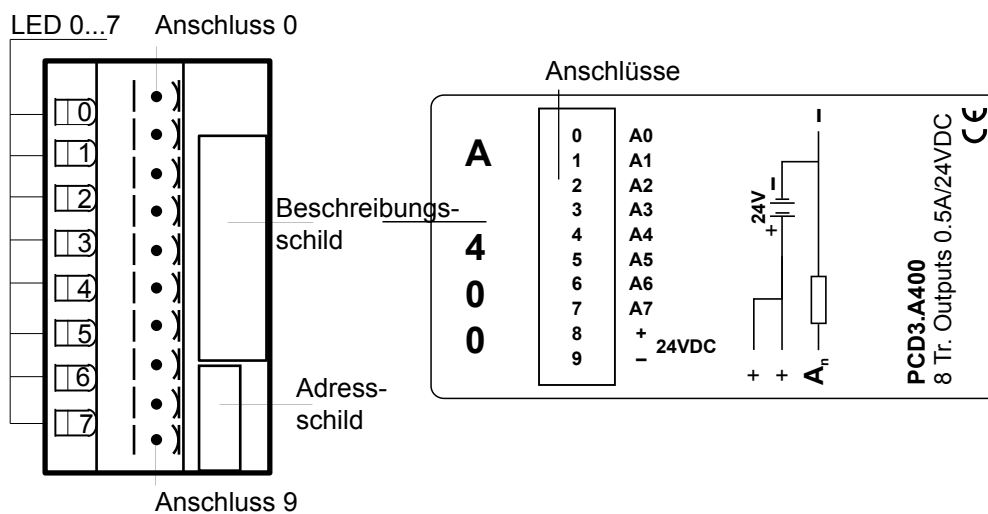 LED 0...7 Anschluss 0
0
1
2
3
4
5
6
7
Beschreibungs-
schild
Adress-
schild
Anschluss 9
Anschlüsse
A
4
0
0
0 A0
1 A1
2 A2
3 A3
4 A4
5 A5
6 A6
7 A7
8 +
9 –
24VDC
24V
+
–
–
+ + An
PCD3.A400
8 Tr. Outputs 0.5A/24VDC
CE